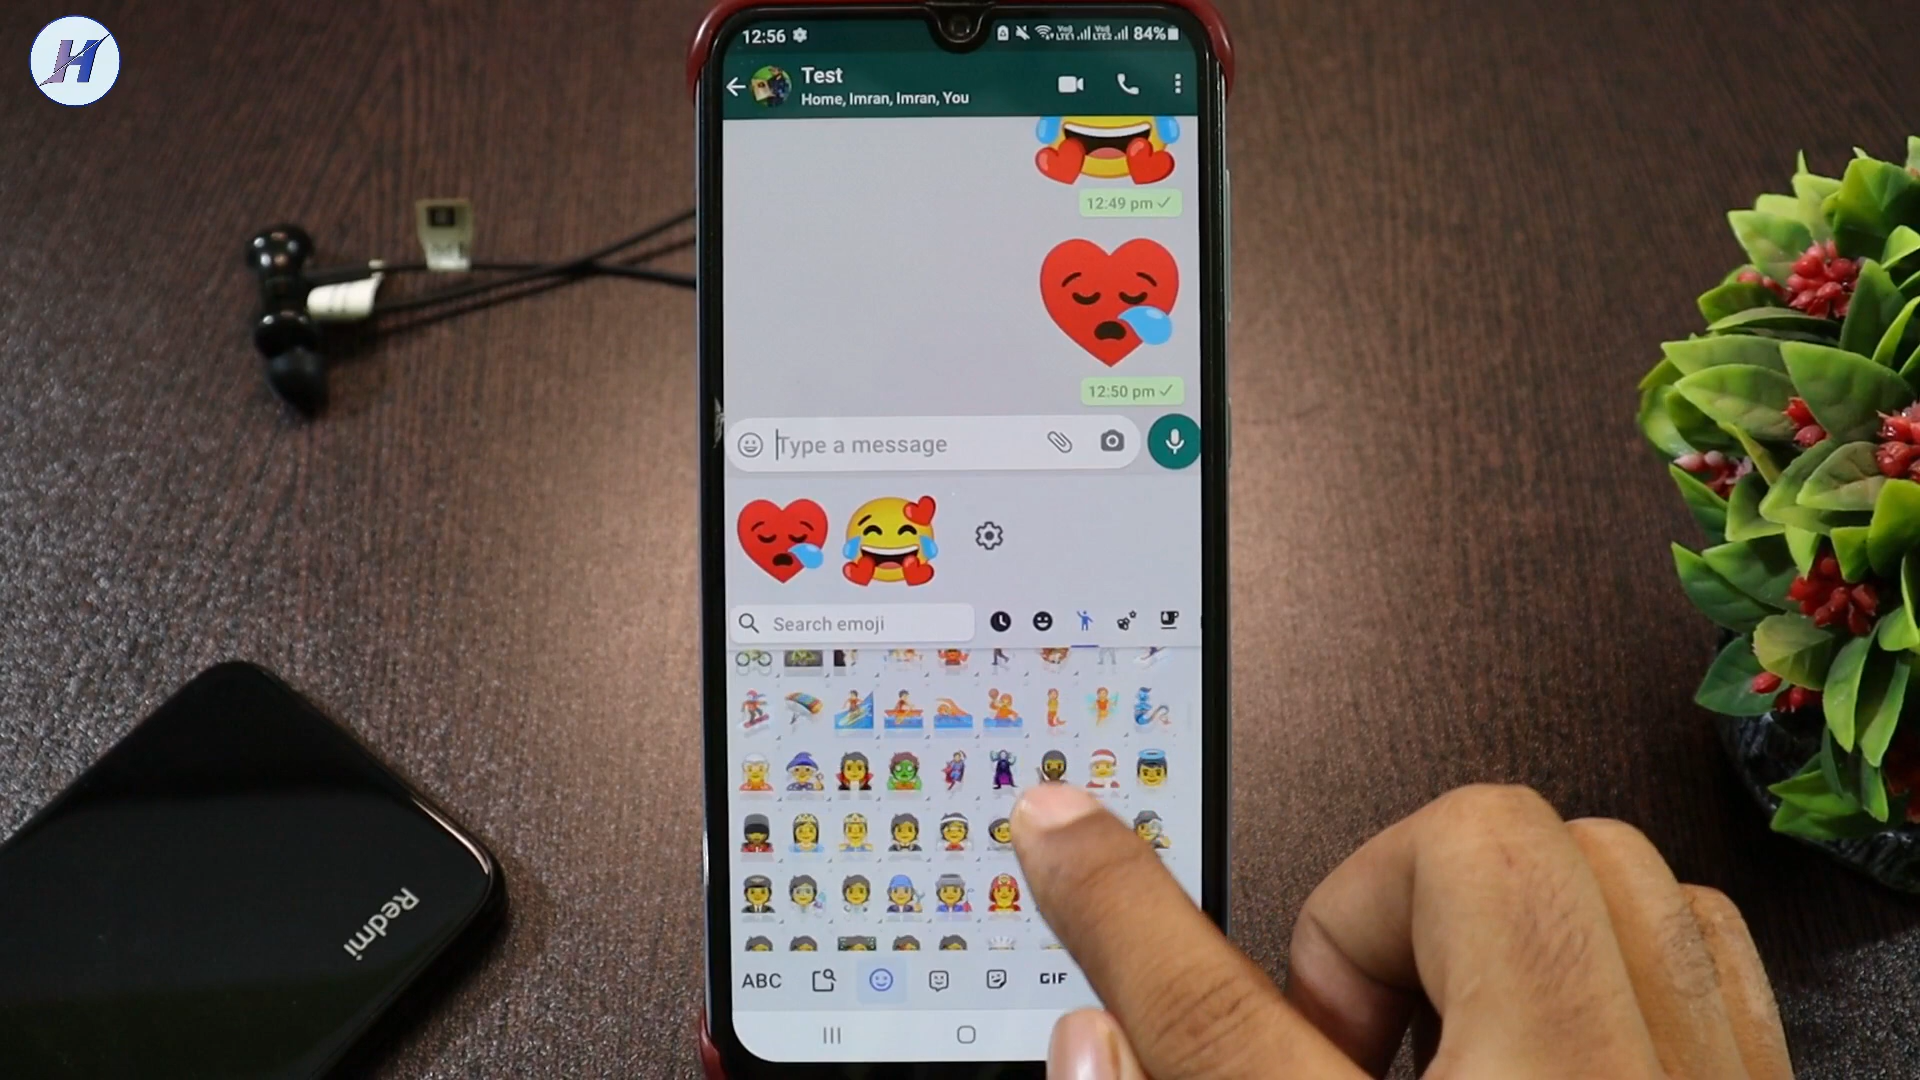 H
12:56
84%
Test
Home, Imran, Imran, You
12:49 pm
12:50 pm
Type a message
Search emoji
ABC
GIF
Redmi